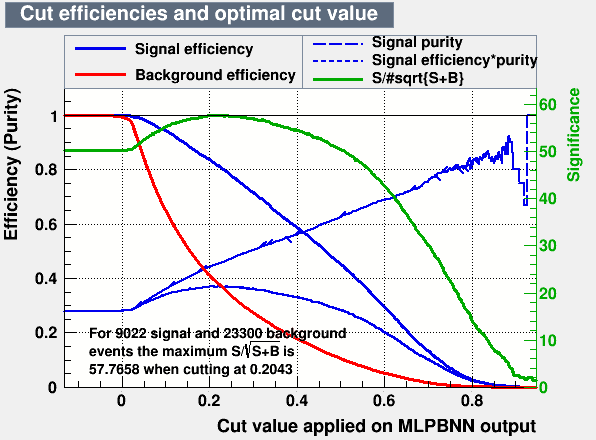 Cut efficiencies and optimal cut value
Signal efficiency
Background efficiency
Signal purity
Signal efficiency*purity
S/#sqrt{S+B}
Efficiency (Purity)
1
0.8
0.6
0.4
0.2
0
For 9022 signal and 23300 background
events the maximum S/√S+B is
57.7658 when cutting at 0.2043
0 0.2 0.4 0.6 0.8
Cut value applied on MLPBNN output
60
50
40
30
20
10
0
Significance